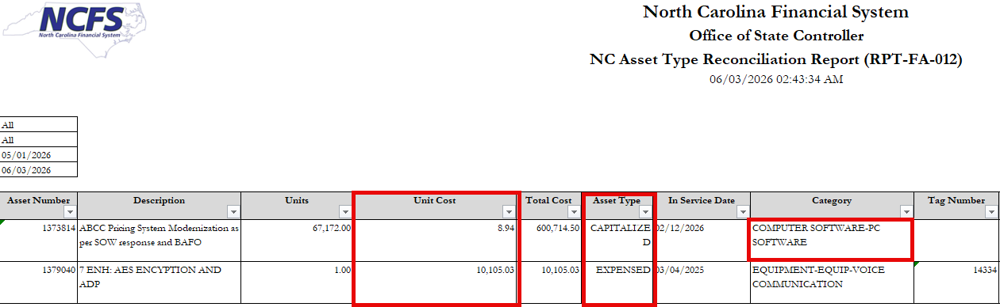 NCFS
North Carolina Financial System
North Carolina Financial System
Office of State Controller
NC Asset Type Reconciliation Report (RPT-FA-012)
06/03/2026 02:43:34 AM
All
All
05/01/2026
06/03/2026
Asset Number Description Units Unit Cost Total Cost Asset Type In Service Date Category Tag Number
1373814 ABCC Pricing System Modernization as 67,172.00 8.94 600,714.50 CAPITALIZE 02/12/2026 COMPUTER SOFTWARE-PC
per SOW response and BAFO D SOFTWARE
1379040 7 ENH: AES ENCYPTION AND 1.00 10,105.03 10,105.03 EXPENSED 03/04/2025 EQUIPMENT-EQUIP-VOICE 14334
ADP COMMUNICATION